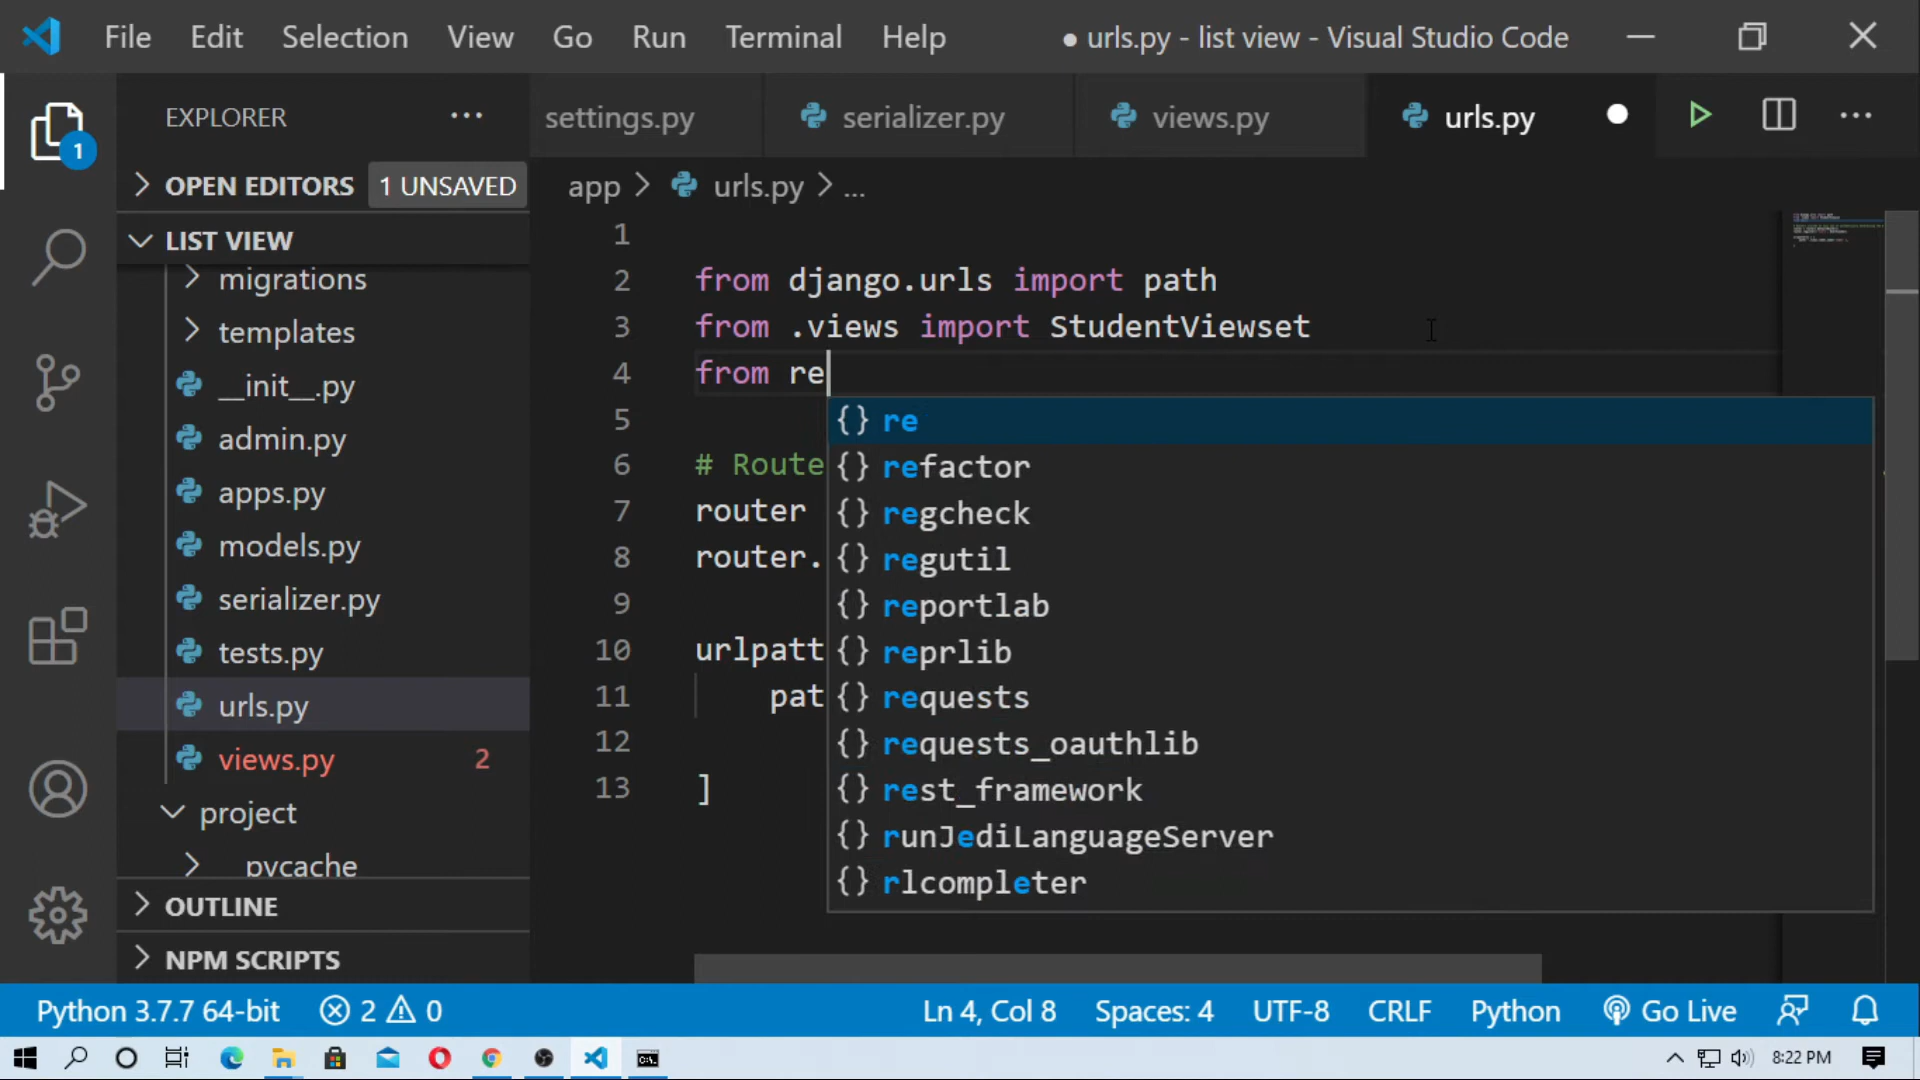 File Edit Selection View Go Run Terminal Help ● urls.py - list view - Visual Studio Code
EXPLORER ...
settings.py serializer.py views.py urls.py
1
OPEN EDITORS 1 UNSAVED
app > urls.py > ...
LIST VIEW
migrations
templates
__init__.py
admin.py
apps.py
models.py
serializer.py
tests.py
urls.py
views.py 2
project
pycache
OUTLINE
NPM SCRIPTS
1
2 from django.urls import path
3 from .views import StudentViewset
4 from re
5
6 # Route
7 router
8 router.
9
10 urlpatt
11 pat
12
13 ]
{} re
{} refactor
{} regcheck
{} regutil
{} reportlab
{} reprlib
{} requests
{} requests_oauthlib
{} rest_framework
{} runJediLanguageServer
{} rlcompleter
Python 3.7.7 64-bit 2 0 Ln 4, Col 8 Spaces: 4 UTF-8 CRLF Python Go Live
8:22 PM